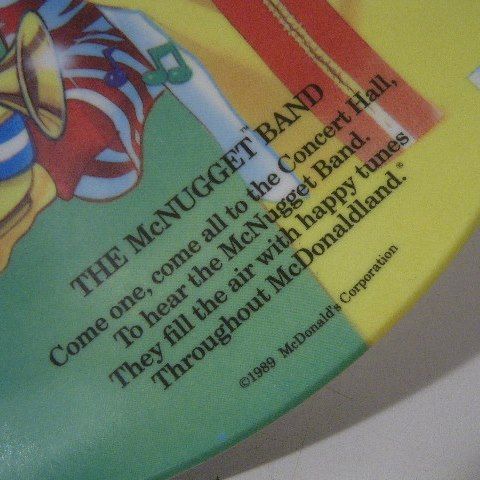 THE McNUGGET™ BAND
Come one, come all to the Concert Hall,
To hear the McNugget Band.
They fill the air with happy tunes
Throughout McDonaldland.®
©1989 McDonald's Corporation